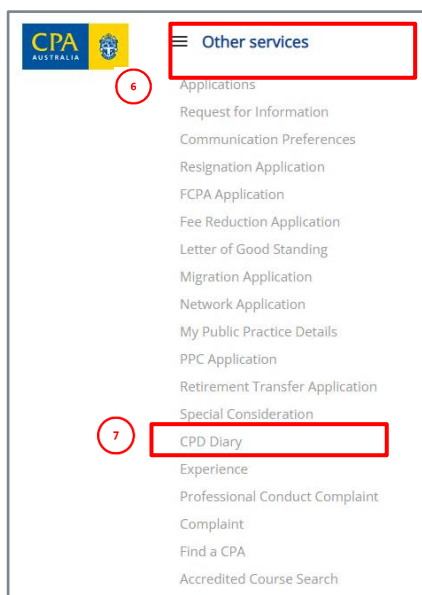 CPA
AUSTRALIA
Other services
6
Applications
Request for Information
Communication Preferences
Resignation Application
FCPA Application
Fee Reduction Application
Letter of Good Standing
Migration Application
Network Application
My Public Practice Details
PPC Application
Retirement Transfer Application
Special Consideration
7
CPD Diary
Experience
Professional Conduct Complaint
Complaint
Find a CPA
Accredited Course Search